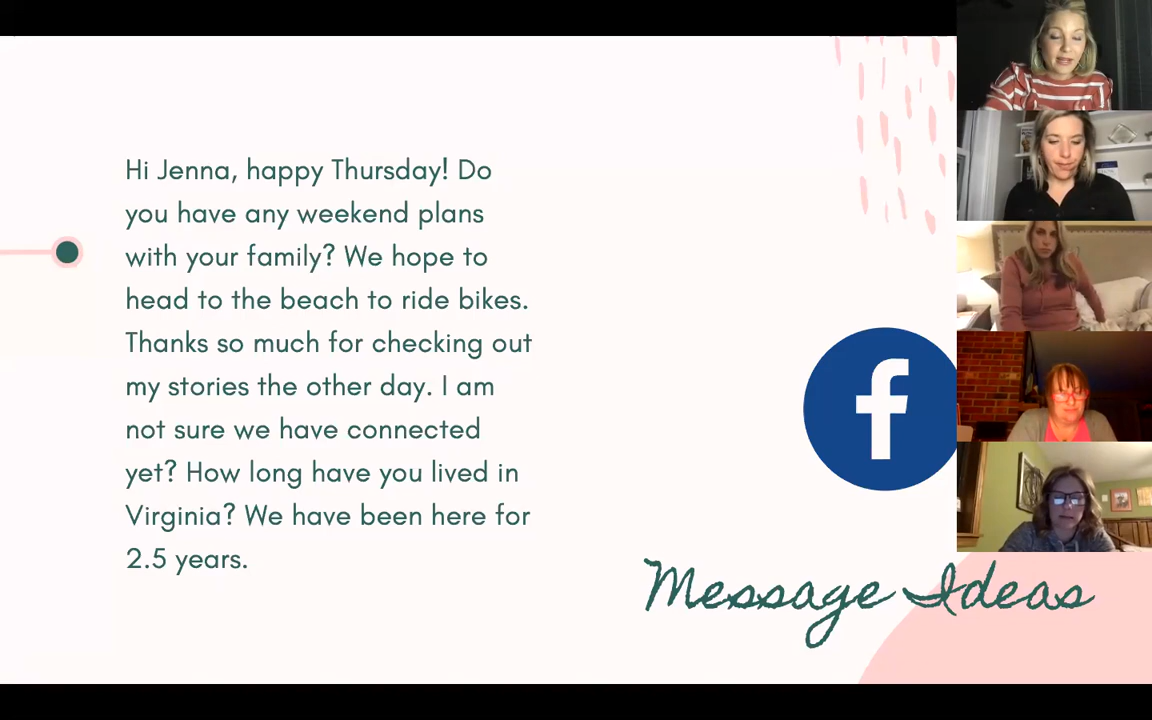 Hi Jenna, happy Thursday! Do
you have any weekend plans
with your family? We hope to
head to the beach to ride bikes.
Thanks so much for checking out
my stories the other day. I am
not sure we have connected
yet? How long have you lived in
Virginia? We have been here for
2.5 years.
f
Message Ideas